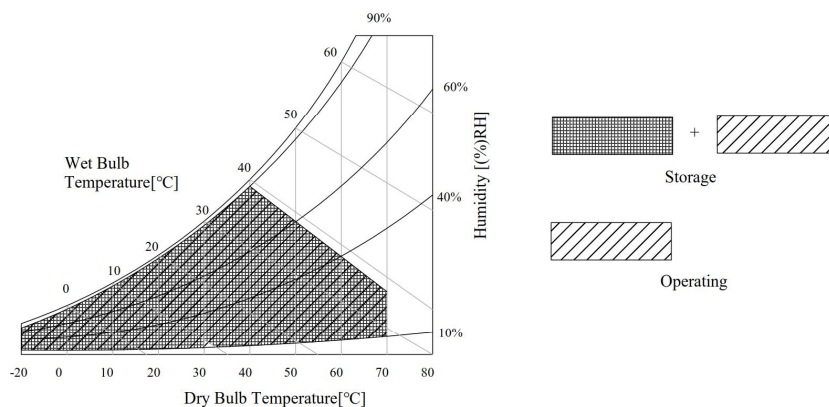 90%
60
60%
50
Wet Bulb
Temperature[℃]
40
40%
30
20
10
0
10%
Humidity [(%)RH]
-20 0 10 20 30 40 50 60 70 80
Dry Bulb Temperature[℃]
+
Storage
Operating